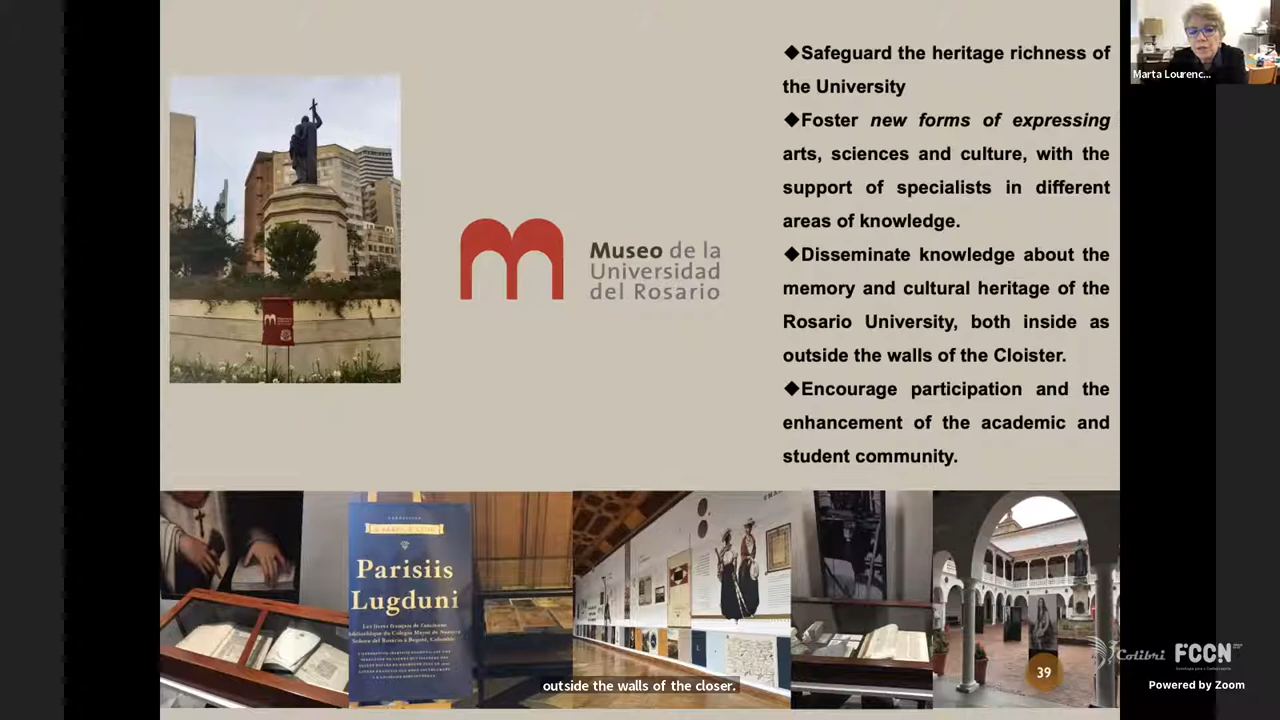 ◆Safeguard the heritage richness of
the University
◆Foster new forms of expressing
arts, sciences and culture, with the
support of specialists in different
areas of knowledge.
◆Disseminate knowledge about the
memory and cultural heritage of the
Rosario University, both inside as
outside the walls of the Cloister.
◆Encourage participation and the
enhancement of the academic and
student community.
Museo de la
Universidad
del Rosario
Marta Lourenc...
Parisiis
Lugduni
outside the walls of the closer.
39
Colibri
FCCN
Powered by Zoom